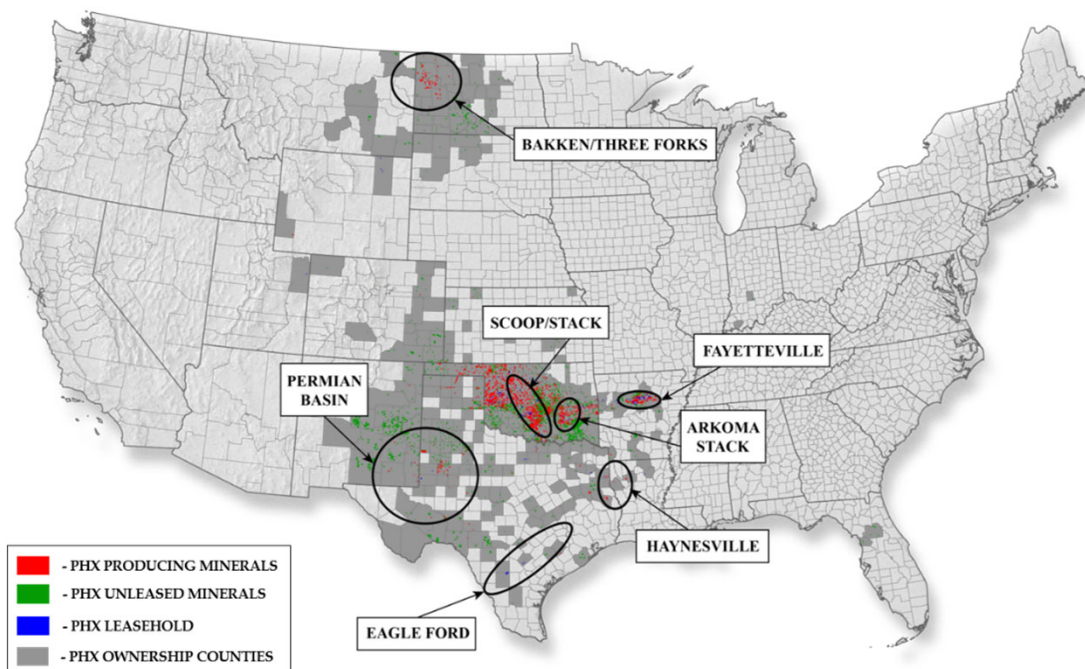 BAKKEN/THREE FORKS
SCOOP/STACK
FAYETTEVILLE
PERMIAN
BASIN
ARKOMA
STACK
HAYNESVILLE
EAGLE FORD
- PHX PRODUCING MINERALS
- PHX UNLEASED MINERALS
- PHX LEASEHOLD
- PHX OWNERSHIP COUNTIES